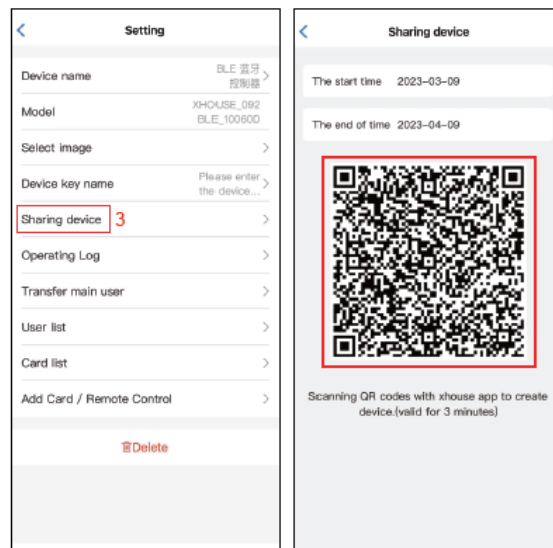 Setting
Device name
BLE 蓝牙
控制器
Model
XHOUSE_092
BLE_10060D
Select image
Device key name
Please enter
the device...
Sharing device 3
Operating Log
Transfer main user
User list
Card list
Add Card / Remote Control
Delete
Sharing device
The start time 2023-03-09
The end of time 2023-04-09
Scanning QR codes with xhouse app to create
device.(valid for 3 minutes)